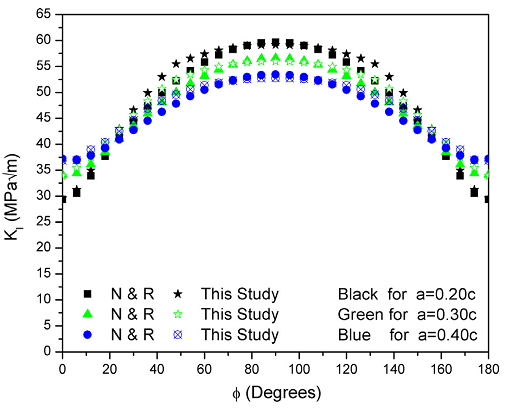 65
60
55
50
45
40
35
30
25
20
15
10
5
0
K_I (MPa√m)
N & R This Study Black for a=0.20c
N & R This Study Green for a=0.30c
N & R This Study Blue for a=0.40c
0 20 40 60 80 100 120 140 160 180
ϕ (Degrees)